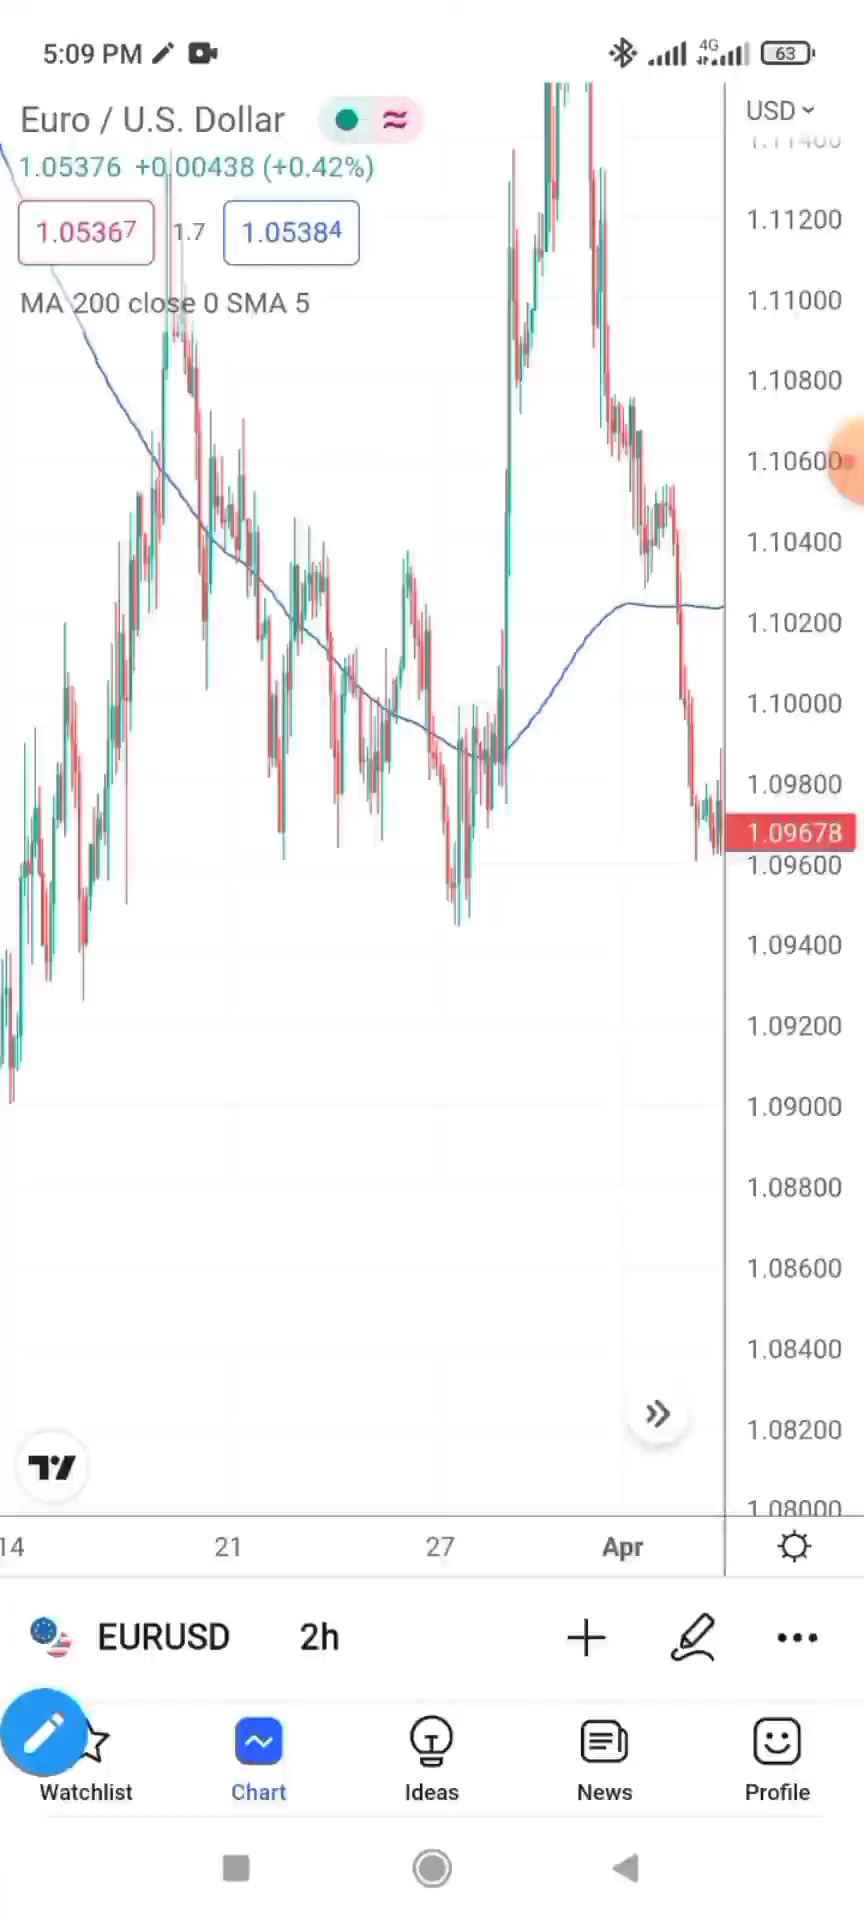 5:09 PM
4G
63
Euro / U.S. Dollar
USD
1.05376 +0.00438 (+0.42%)
1.11400
1.05367
1.7
1.05384
1.11200
MA 200 close 0 SMA 5
1.11000
1.10800
1.10600
1.10400
1.10200
1.10000
1.09800
1.09678
1.09600
1.09400
1.09200
1.09000
1.08800
1.08600
1.08400
1.08200
1.08000
14 21 27 Apr
EURUSD 2h
Watchlist Chart Ideas News Profile